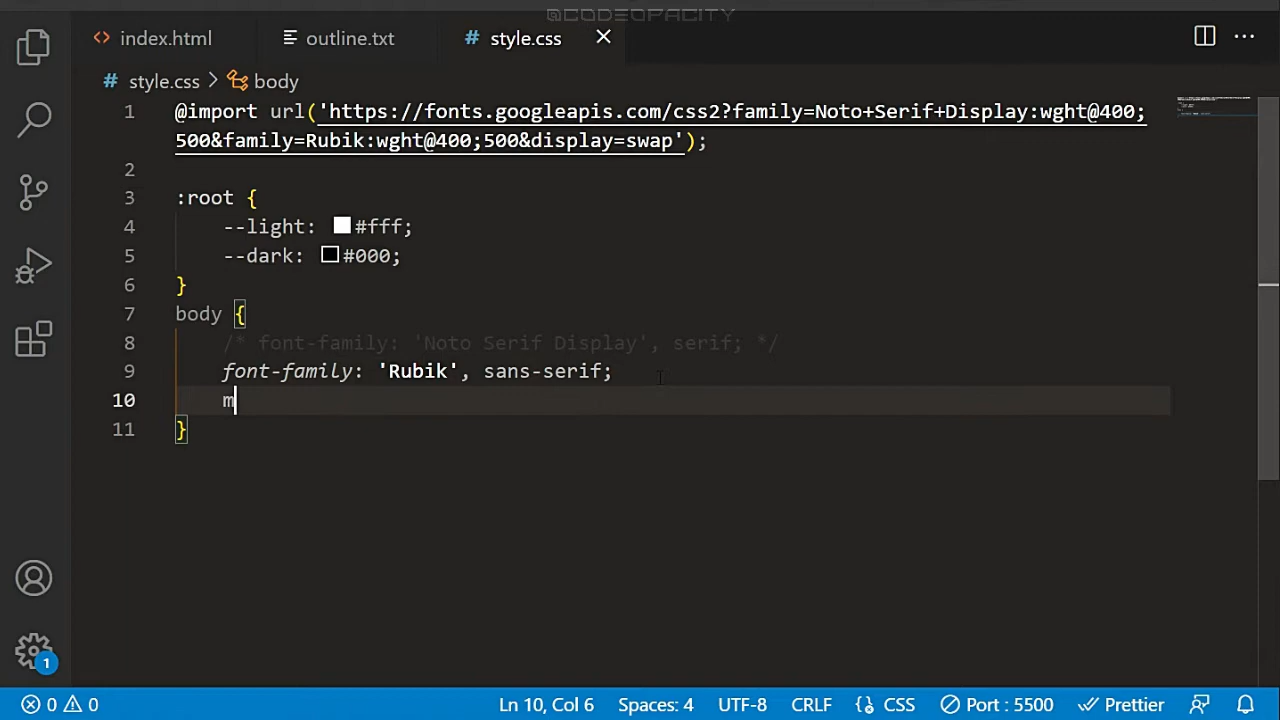 @CODEOPACITY
<> index.html
outline.txt
# style.css
# style.css > body
1 @import url('https://fonts.googleapis.com/css2?family=Noto+Serif+Display:wght@400;
500&family=Rubik:wght@400;500&display=swap');
2
3 :root {
4 --light: #fff;
5 --dark: #000;
6 }
7 body {
8 /* font-family: 'Noto Serif Display', serif; */
9 font-family: 'Rubik', sans-serif;
10 m
11 }
1
0 0 Ln 10, Col 6 Spaces: 4 UTF-8 CRLF {} CSS Port : 5500 Prettier